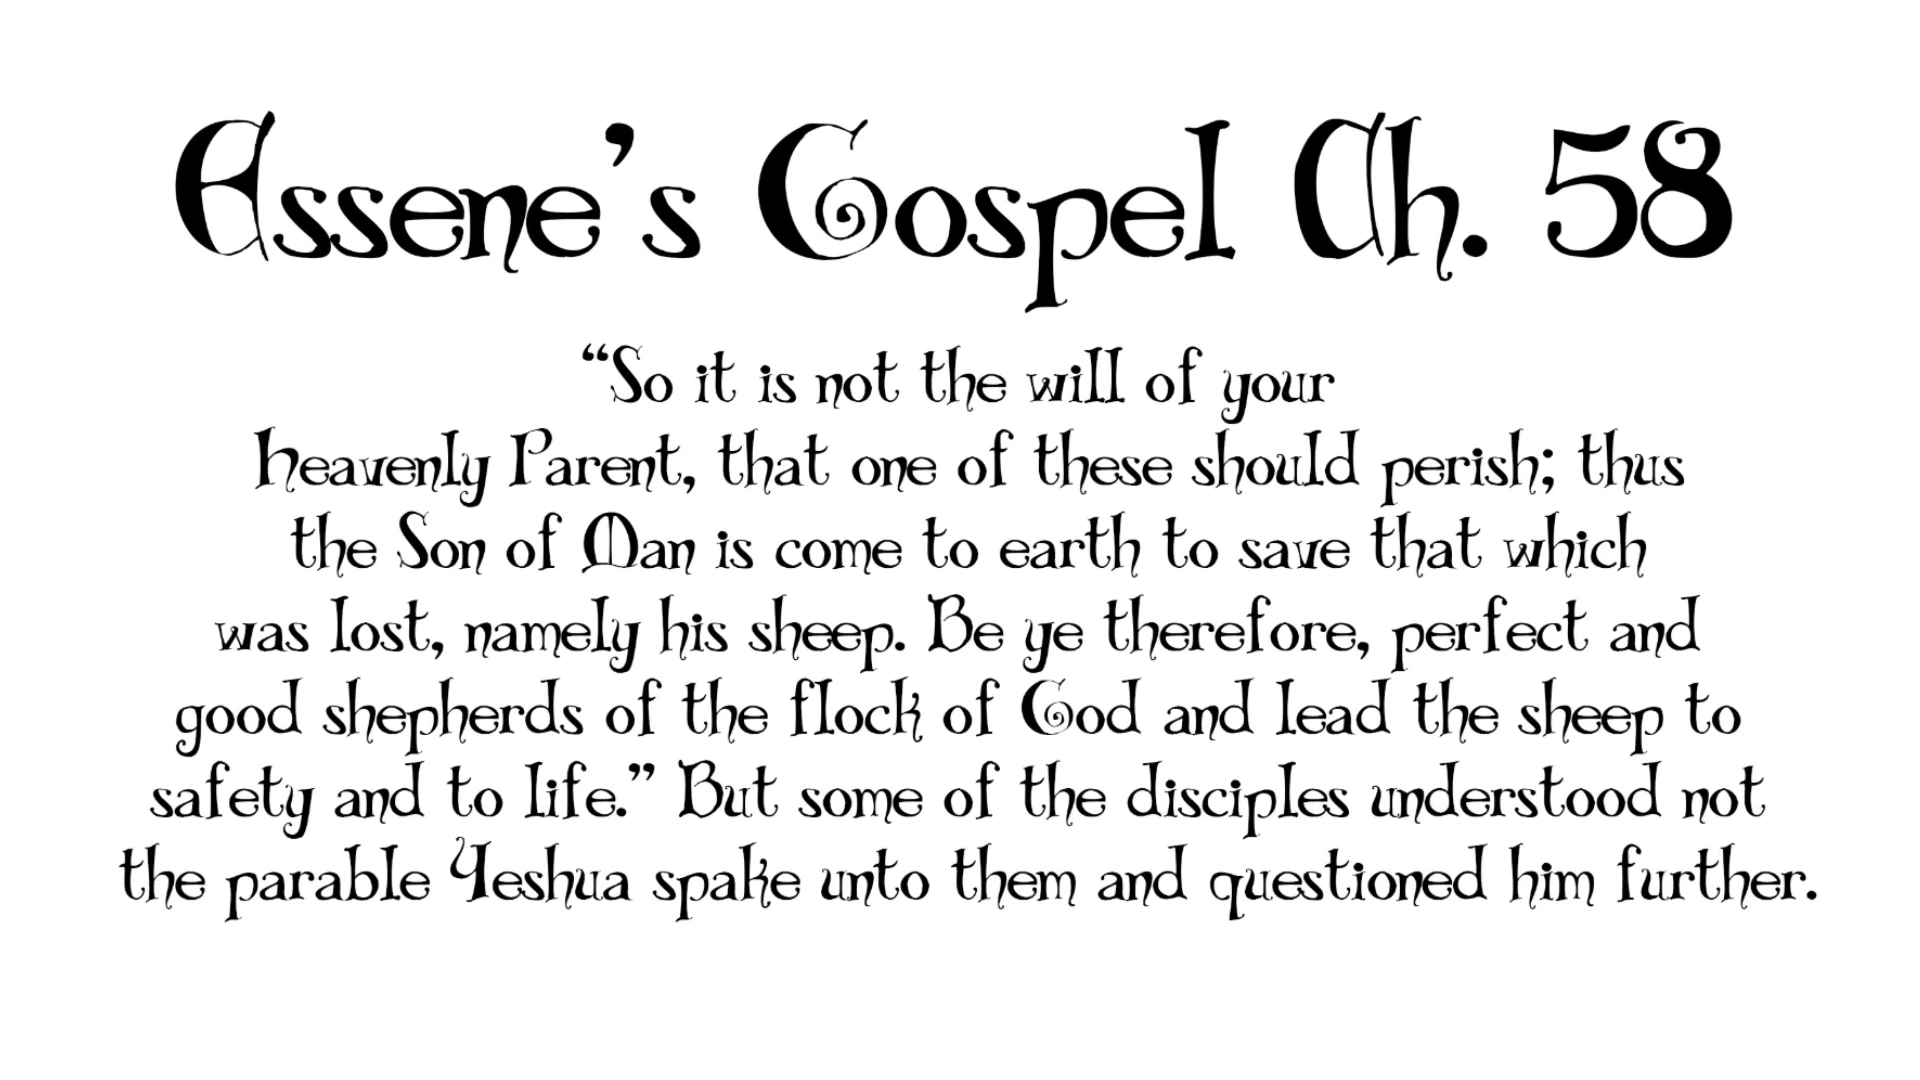 Essene’s Gospel Ch. 58
“So it is not the will of your
heavenly Parent, that one of these should perish; thus
the Son of Man is come to earth to save that which
was lost, namely his sheep. Be ye therefore, perfect and
good shepherds of the flock of God and lead the sheep to
safety and to life.” But some of the disciples understood not
the parable Yeshua spake unto them and questioned him further.